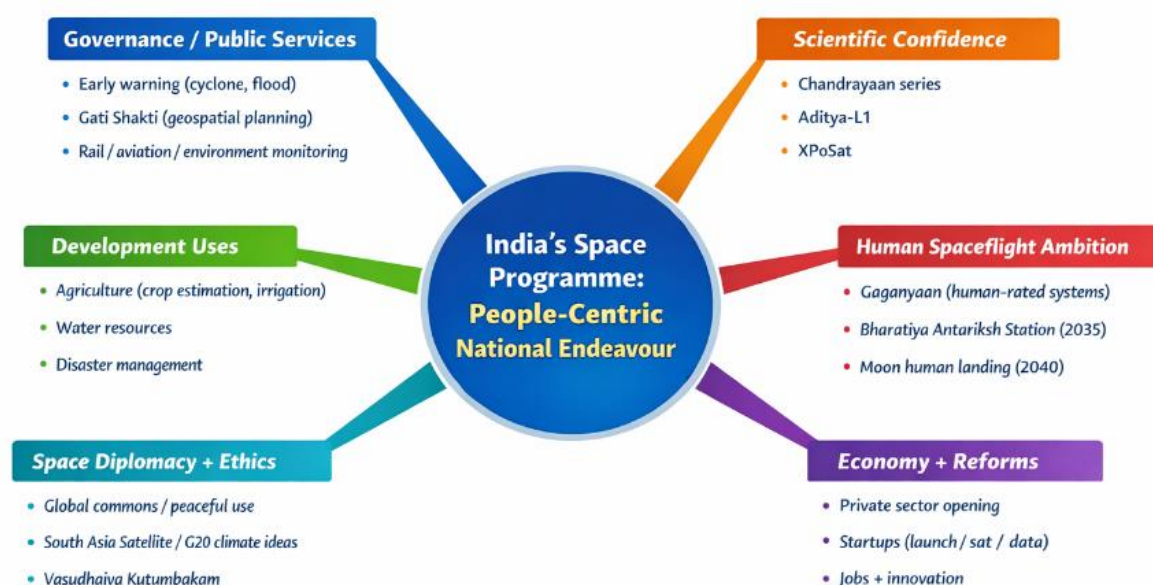 Governance / Public Services
• Early warning (cyclone, flood)
• Gati Shakti (geospatial planning)
• Rail / aviation / environment monitoring
Scientific Confidence
• Chandrayaan series
• Aditya-L1
• XPoSat
India's Space
Programme:
People-Centric
National Endeavour
Development Uses
• Agriculture (crop estimation, irrigation)
• Water resources
• Disaster management
Human Spaceflight Ambition
• Gaganyaan (human-rated systems)
• Bharatiya Antariksh Station (2035)
• Moon human landing (2040)
Space Diplomacy + Ethics
• Global commons / peaceful use
• South Asia Satellite / G20 climate ideas
• Vasudhaiva Kutumbakam
Economy + Reforms
• Private sector opening
• Startups (launch / sat / data)
• Jobs + innovation